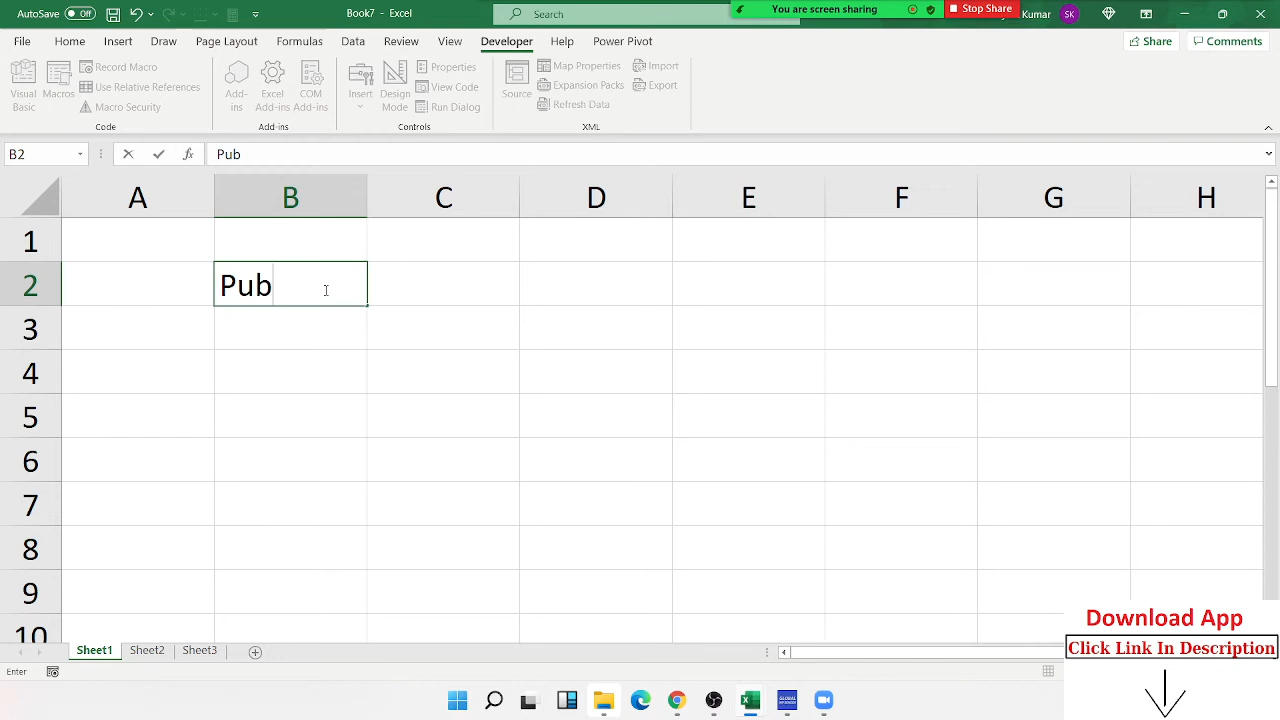 AutoSave Off Book7 - Excel Search You are screen sharing Stop Share Kumar SK
File Home Insert Draw Page Layout Formulas Data Review View Developer Help Power Pivot Share Comments
Visual Basic
Macros
Record Macro
Use Relative References
Macro Security
Code
Add-ins
Excel Add-ins
COM Add-ins
Add-ins
Insert
Design Mode
Properties
View Code
Run Dialog
Controls
Source
Map Properties
Expansion Packs
Refresh Data
Import
Export
XML
B2 fx Pub
A B C D E F G H
1
2 Pub
3
4
5
6
7
8
9
10
Download App
Click Link In Description
Sheet1 Sheet2 Sheet3
Enter